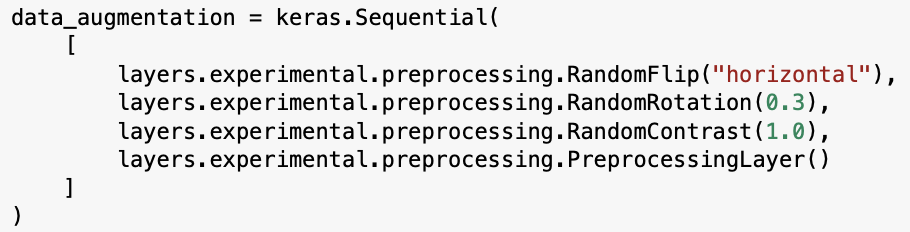 data_augmentation = keras.Sequential(
    [
        layers.experimental.preprocessing.RandomFlip("horizontal"),
        layers.experimental.preprocessing.RandomRotation(0.3),
        layers.experimental.preprocessing.RandomContrast(1.0),
        layers.experimental.preprocessing.PreprocessingLayer()
    ]
)